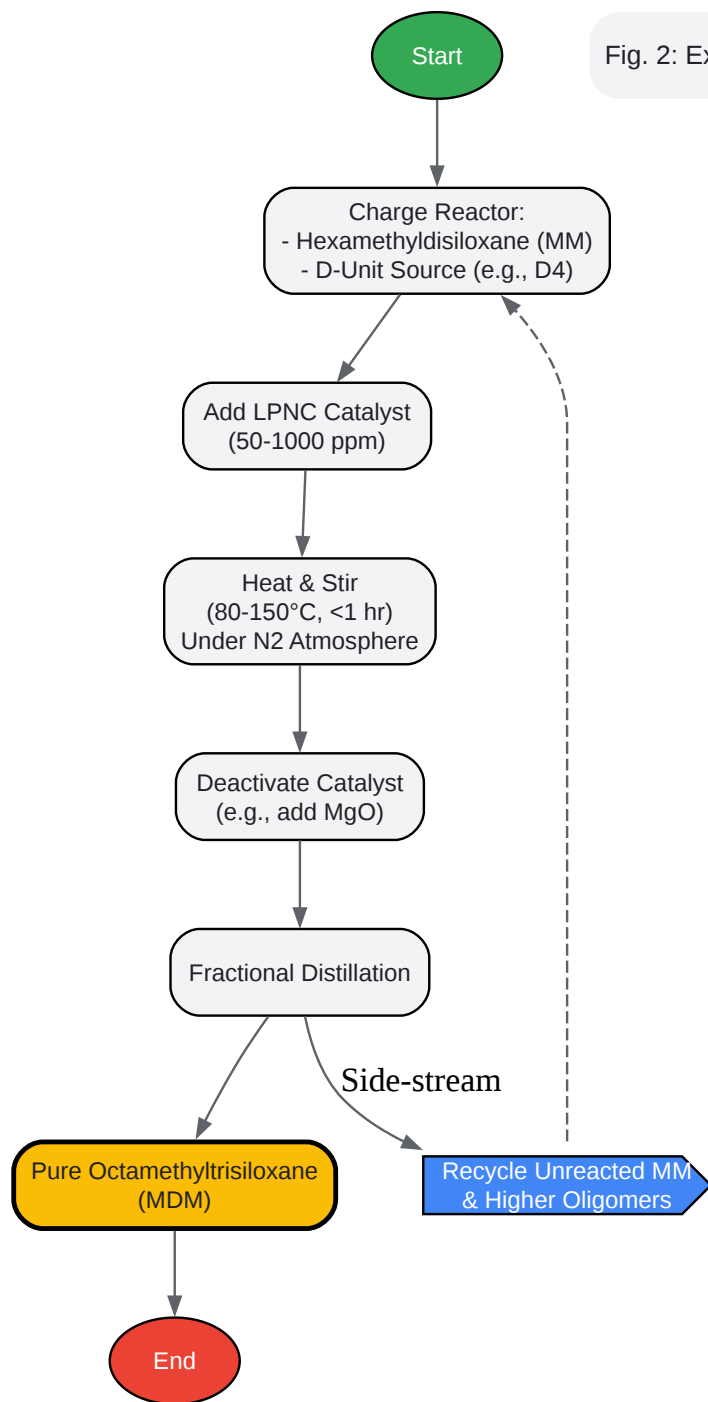 Start
Fig. 2: Ex
Charge Reactor:
- Hexamethyldisiloxane (MM)
- D-Unit Source (e.g., D4)
Add LPNC Catalyst
(50-1000 ppm)
Heat & Stir
(80-150°C, <1 hr)
Under N2 Atmosphere
Deactivate Catalyst
(e.g., add MgO)
Fractional Distillation
Side-stream
Pure Octamethyltrisiloxane
(MDM)
Recycle Unreacted MM
& Higher Oligomers
End